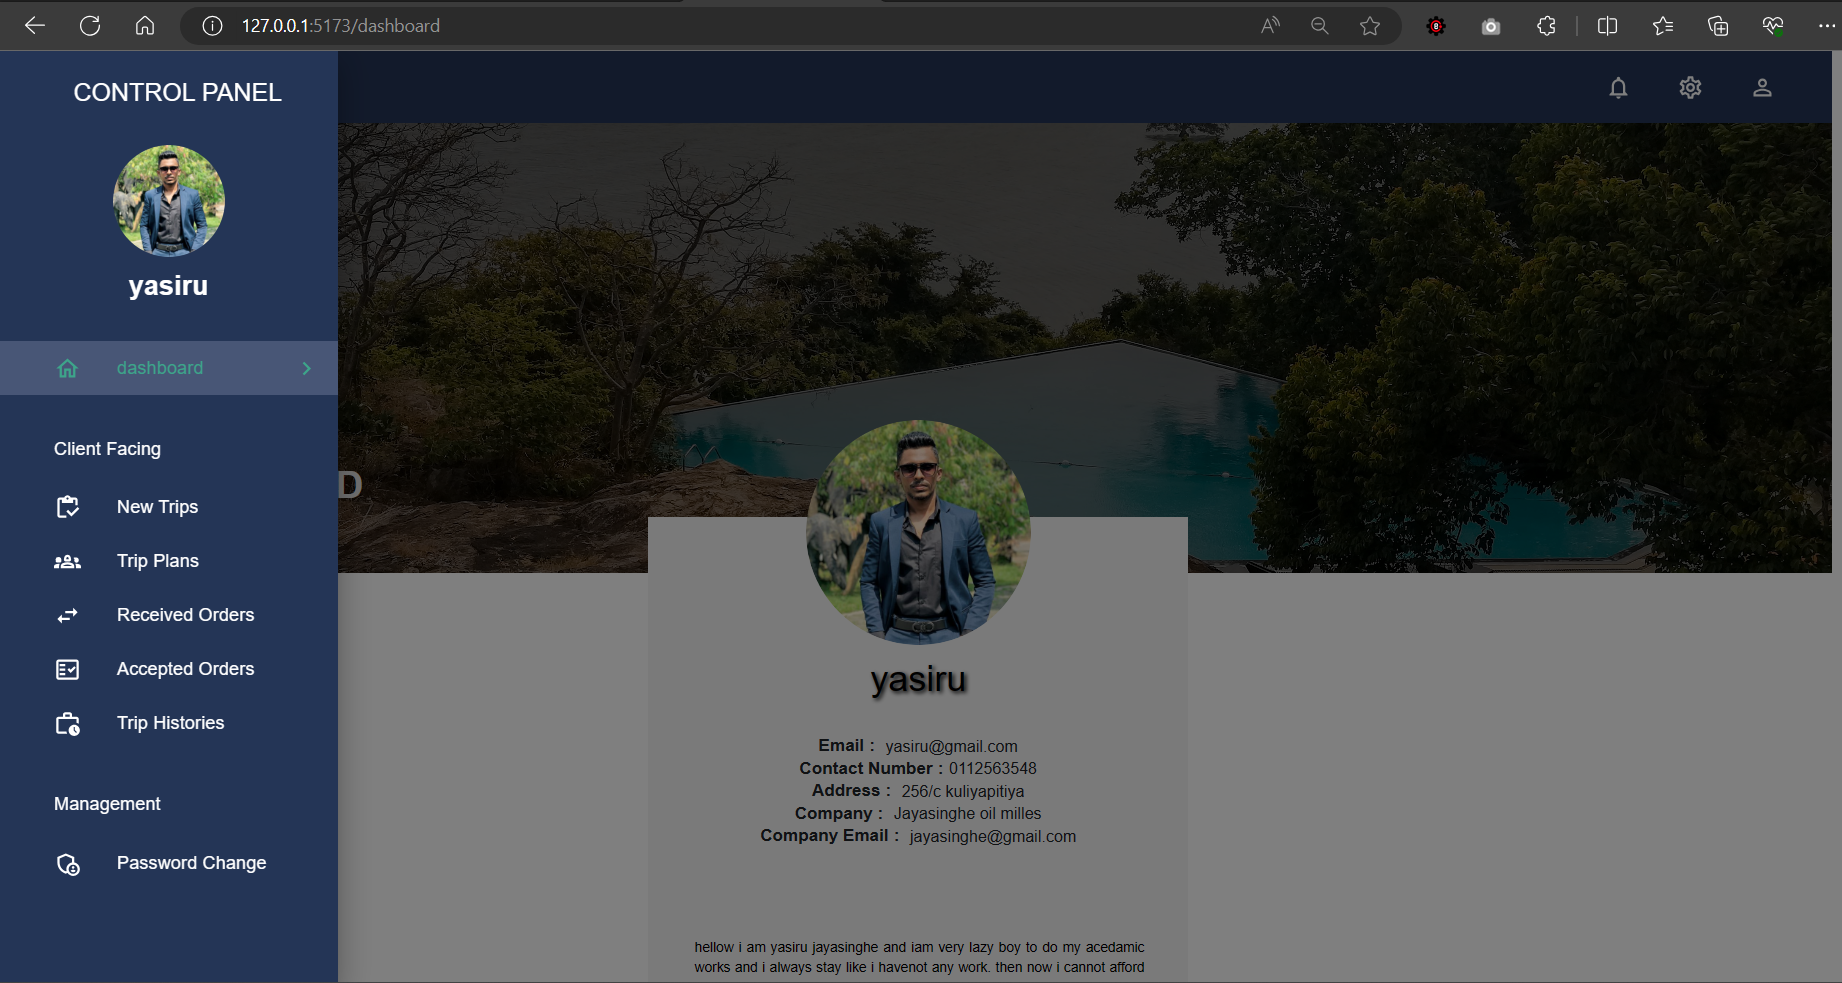 127.0.0.1:5173/dashboard
CONTROL PANEL
yasiru
dashboard
Client Facing
New Trips
Trip Plans
Received Orders
Accepted Orders
Trip Histories
Management
Password Change
D
yasiru
Email : yasiru@gmail.com
Contact Number : 0112563548
Address : 256/c kuliyapitiya
Company : Jayasinghe oil milles
Company Email : jayasinghe@gmail.com
hellow i am yasiru jayasinghe and iam very lazy boy to do my acedamic
works and i always stay like i havenot any work. then now i cannot afford